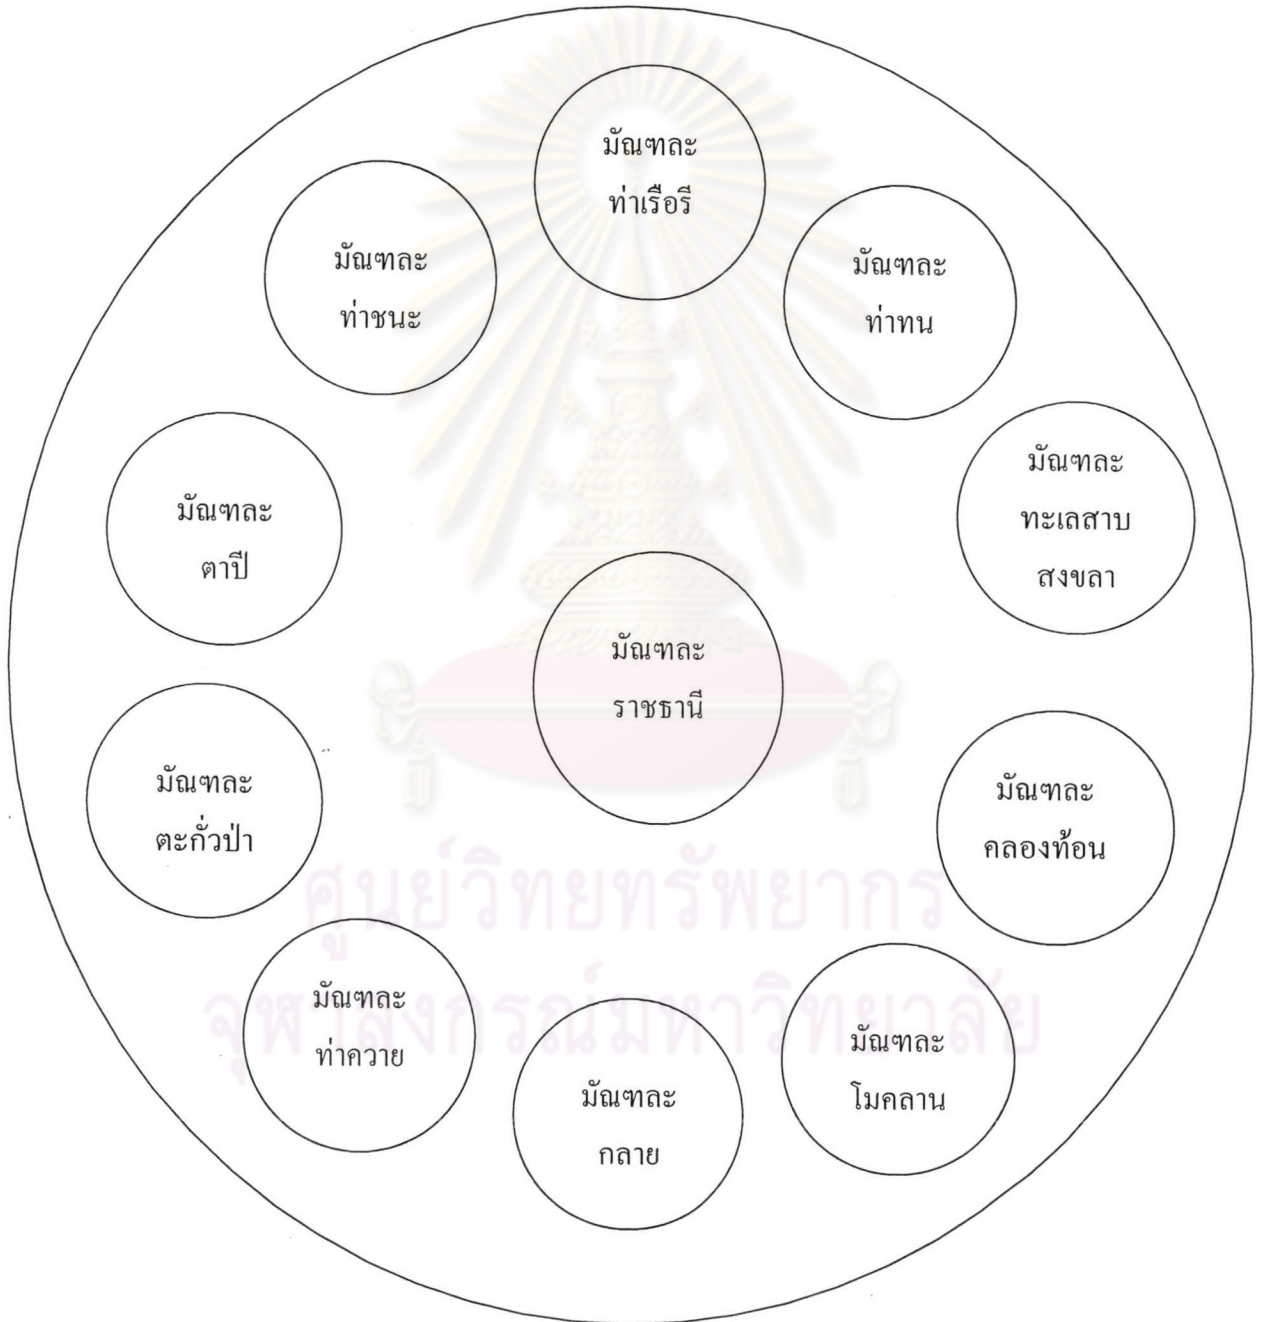 มัณฑละ
ท่าเรือรี
มัณฑละ
ท่าชนะ
มัณฑละ
ท่าทน
มัณฑละ
ทะเลสาบ
สงขลา
มัณฑละ
ตาปี
มัณฑละ
ราชธานี
มัณฑละ
ตะกั่วป่า
มัณฑละ
คลองท้อน
มัณฑละ
ท่าควาย
มัณฑละ
โมคลาน
มัณฑละ
กลาย
ศูนย์วิทยทรัพยากร
จุฬาลงกรณ์มหาวิทยาลัย